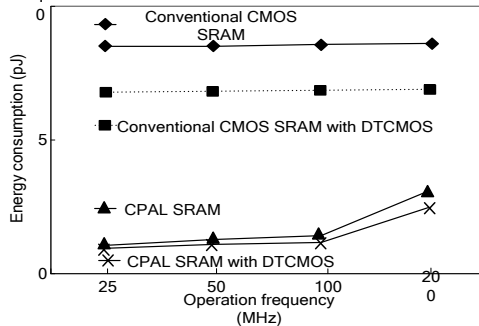 0
Conventional CMOS
SRAM
Energy consumption (pJ)
Conventional CMOS SRAM with DTCMOS
5
CPAL SRAM
CPAL SRAM with DTCMOS
0
25
50
100
20
0
Operation frequency
(MHz)